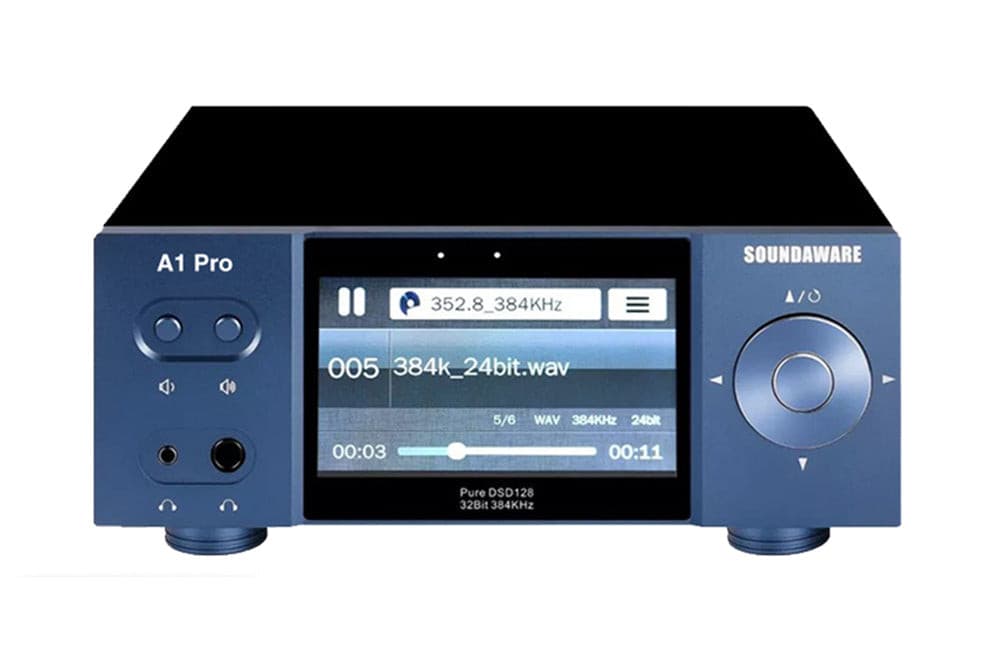 A1 Pro
SOUNDAWARE
352.8_384KHz
005 384k_24bit.wav
5/6 WAV 384KHz 24bit
00:03 00:11
Pure DSD128
32Bit 384KHz